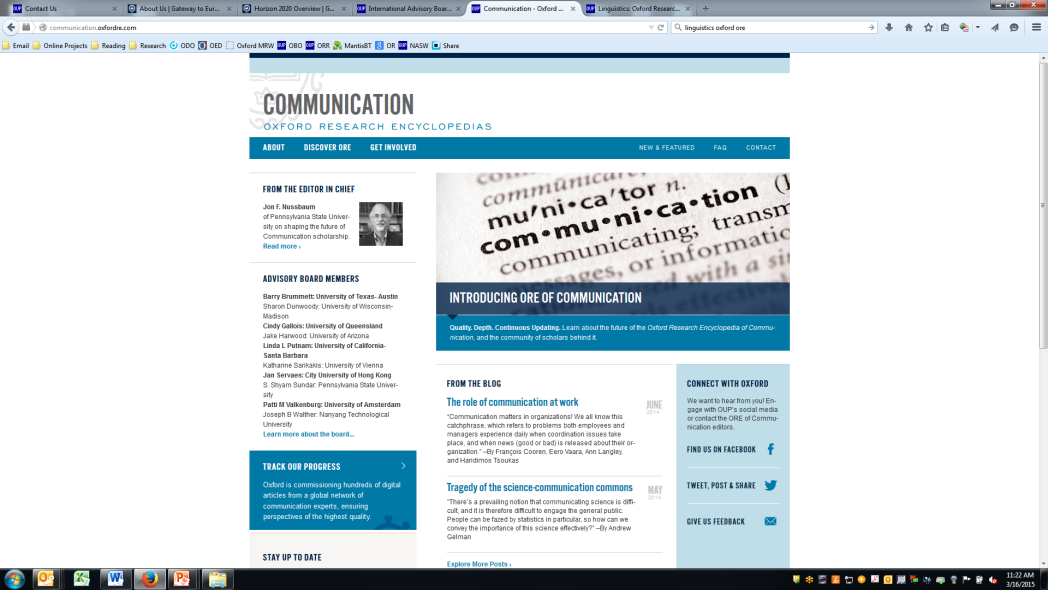 Contact Us
About Us | Gateway to Eur...
Horizon 2020 Overview | G...
International Advisory Boar...
Communication - Oxford ...
Linguistics: Oxford Researc...
communication.oxfordre.com
linguistics oxford ore
Email Online Projects Reading Research ODO OED Oxford MRW OBO ORR MantisBT OR NASW Share
COMMUNICATION
OXFORD RESEARCH ENCYCLOPEDIAS
ABOUT DISCOVER ORE GET INVOLVED NEW & FEATURED FAQ CONTACT
FROM THE EDITOR IN CHIEF
Jon F. Nussbaum
of Pennsylvania State Univer-
sity on shaping the future of
Communication scholarship.
Read more ›
ADVISORY BOARD MEMBERS
Barry Brummett: University of Texas- Austin
Sharon Dunwoody: University of Wisconsin-
Madison
Cindy Gallois: University of Queensland
Jake Harwood: University of Arizona
Linda L Putnam: University of California-
Santa Barbara
Katharine Sarikakis: University of Vienna
Jan Servaes: City University of Hong Kong
S. Shyam Sundar: Pennsylvania State Univer-
sity
Patti M Valkenburg: University of Amsterdam
Joseph B Walther: Nanyang Technological
University
Learn more about the board...
TRACK OUR PROGRESS
Oxford is commissioning hundreds of digital
articles from a global network of
communication experts, ensuring
perspectives of the highest quality.
STAY UP TO DATE
communicare
communicator n.
mu'ni•ca'tor
com•mu•ni•ca•tion
communicating; transm
messages, or informatio
used with a si
INTRODUCING ORE OF COMMUNICATION
Quality. Depth. Continuous Updating. Learn about the future of the Oxford Research Encyclopedia of Commu-
nication, and the community of scholars behind it.
FROM THE BLOG
The role of communication at work
JUNE
2014
"Communication matters in organizations! We all know this
catchphrase, which refers to problems both employees and
managers experience daily when coordination issues take
place, and when news (good or bad) is released about their or-
ganization." –By François Cooren, Eero Vaara, Ann Langley,
and Haridimos Tsoukas
Tragedy of the science-communication commons
MAY
2014
"There's a prevailing notion that communicating science is diffi-
cult, and it is therefore difficult to engage the general public.
People can be fazed by statistics in particular, so how can we
convey the importance of this science effectively?" –By Andrew
Gelman
Explore More Posts ›
CONNECT WITH OXFORD
We want to hear from you! En-
gage with OUP's social media
or contact the ORE of Commu-
nication editors.
FIND US ON FACEBOOK
TWEET, POST & SHARE
GIVE US FEEDBACK
11:22 AM
3/16/2015